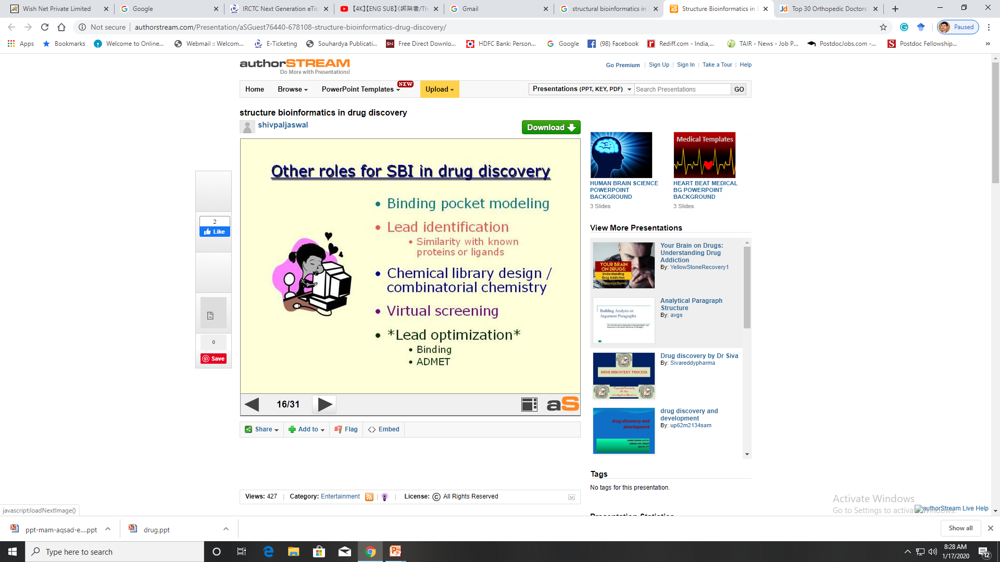 Wish Net Private Limited
Google
IRCTC Next Generation eTic
【4K】【ENG SUB】《绑架者/Th
Gmail
structural bioinformatics in
Structure Bioinformatics in
Top 30 Orthopedic Doctors
Not secure
authorstream.com/Presentation/aSGuest76440-678108-structure-bioinformatics-drug-discovery/
Paused
Apps
Bookmarks
Welcome to Online...
Webmail :: Welcom...
E-Ticketing
Souhardya Publicati...
Free Direct Downlo...
HDFC Bank: Person...
Google
(98) Facebook
Rediff.com - India,...
TAIR - News - Job P...
PostdocJobs.com -...
Postdoc Fellowship...
authorSTREAM
Do More with Presentations!
Go Premium | Sign Up | Sign In | Take a Tour | Help
Home
Browse
PowerPoint Templates
NEW
Upload
Presentations (PPT, KEY, PDF)
Search Presentations
GO
structure bioinformatics in drug discovery
shivpaljaswal
Download
Other roles for SBI in drug discovery
• Binding pocket modeling
• Lead identification
• Similarity with known
proteins or ligands
• Chemical library design /
combinatorial chemistry
• Virtual screening
• *Lead optimization*
• Binding
• ADMET
2
Like
0
Save
16/31
aS
Share
Add to
Flag
Embed
Views: 427
Category: Entertainment
License: © All Rights Reserved
Medical Templates
HUMAN BRAIN SCIENCE
POWERPOINT
BACKGROUND
3 Slides
HEART BEAT MEDICAL
BG POWERPOINT
BACKGROUND
3 Slides
View More Presentations
YOUR BRAIN
ON DRUGS:
Understanding
Drug Addiction
Your Brain on Drugs:
Understanding Drug
Addiction
By: YellowStoneRecovery1
Building Analysis or
Argument Paragraphs
Analytical Paragraph
Structure
By: avgs
DRUG DISCOVERY PROCESS
Drug discovery by Dr Siva
By: Sivareddypharma
drug discovery and
development
drug discovery and
development
By: up62m2134sam
Tags
No tags for this presentation.
Presentation Statistics
Activate Windows
Go to Settings to activate Windows.
authorStream Live Help
javascript:loadNextImage()
ppt-mam-aqsad-e....ppt
drug.ppt
Show all
Type here to search
8:28 AM
1/17/2020
12